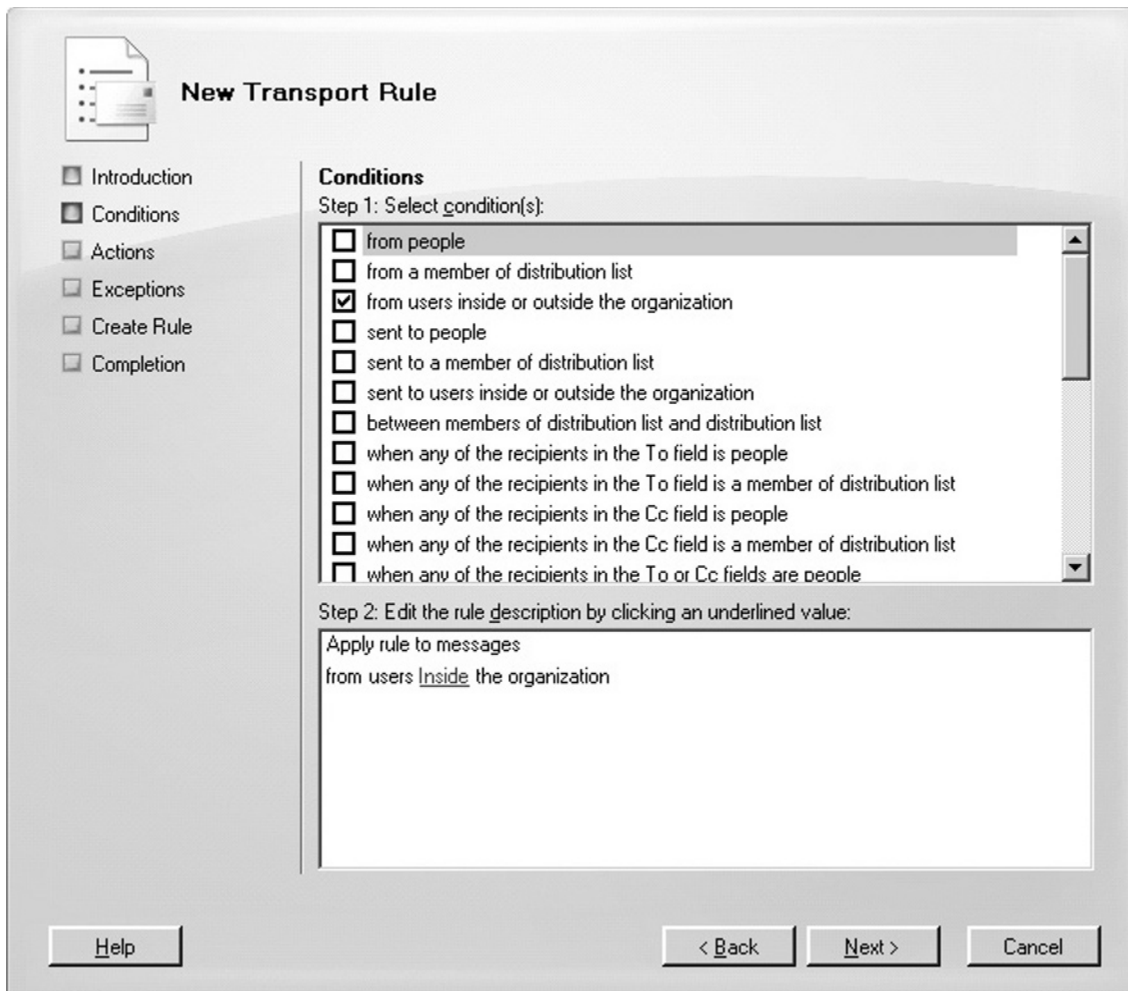 New Transport Rule
Introduction
Conditions
Actions
Exceptions
Create Rule
Completion
Conditions
Step 1: Select condition(s):
from people
from a member of distribution list
from users inside or outside the organization
sent to people
sent to a member of distribution list
sent to users inside or outside the organization
between members of distribution list and distribution list
when any of the recipients in the To field is people
when any of the recipients in the To field is a member of distribution list
when any of the recipients in the Cc field is people
when any of the recipients in the Cc field is a member of distribution list
when any of the recipients in the To or Cc fields are people
Step 2: Edit the rule description by clicking an underlined value:
Apply rule to messages
from users Inside the organization
Help
< Back
Next >
Cancel